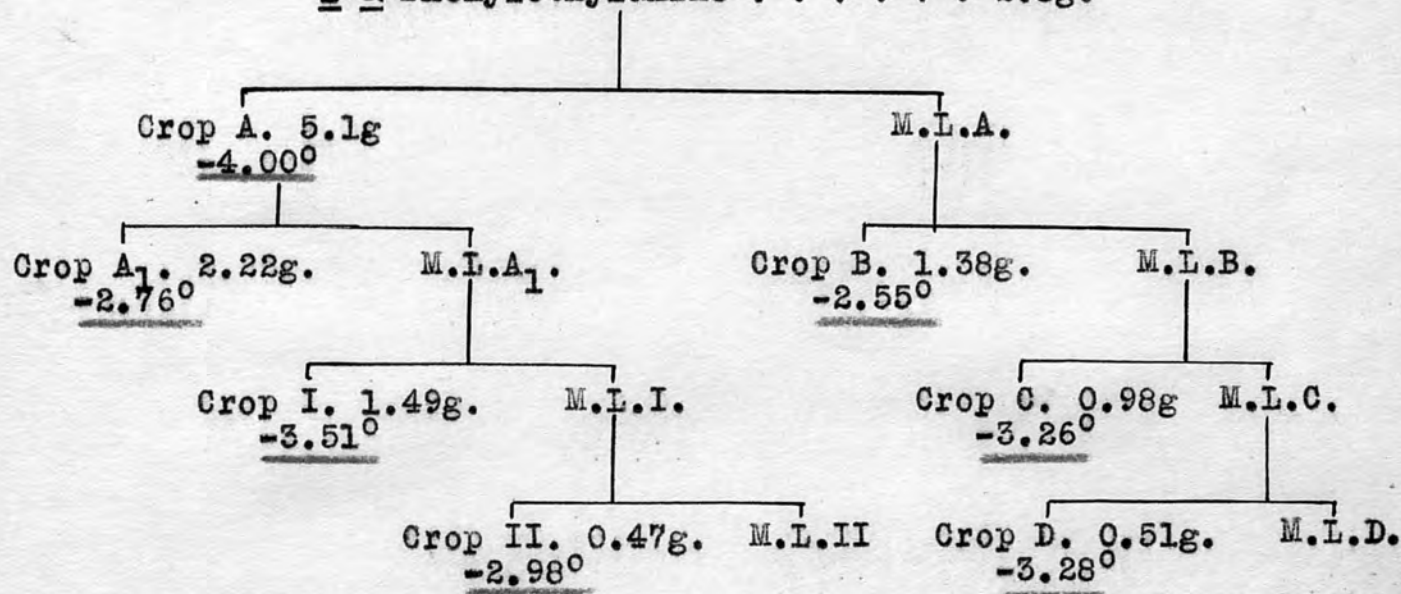 Crop A. 5.1g M.L.A.
-4.00°
Crop A₁. 2.22g. M.L.A₁. Crop B. 1.38g. M.L.B.
-2.76° -2.55°
Crop I. 1.49g. M.L.I. Crop C. 0.98g M.L.C.
-3.51° -3.26°
Crop II. 0.47g. M.L.II Crop D. 0.51g. M.L.D.
-2.98° -3.28°